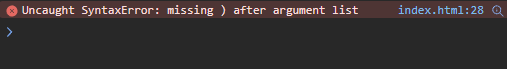 Uncaught SyntaxError: missing ) after argument list index.html:28